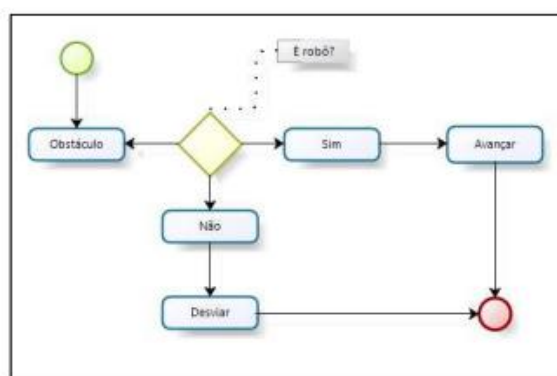 É robô?
Obstáculo
Sim
Avançar
Não
Desviar